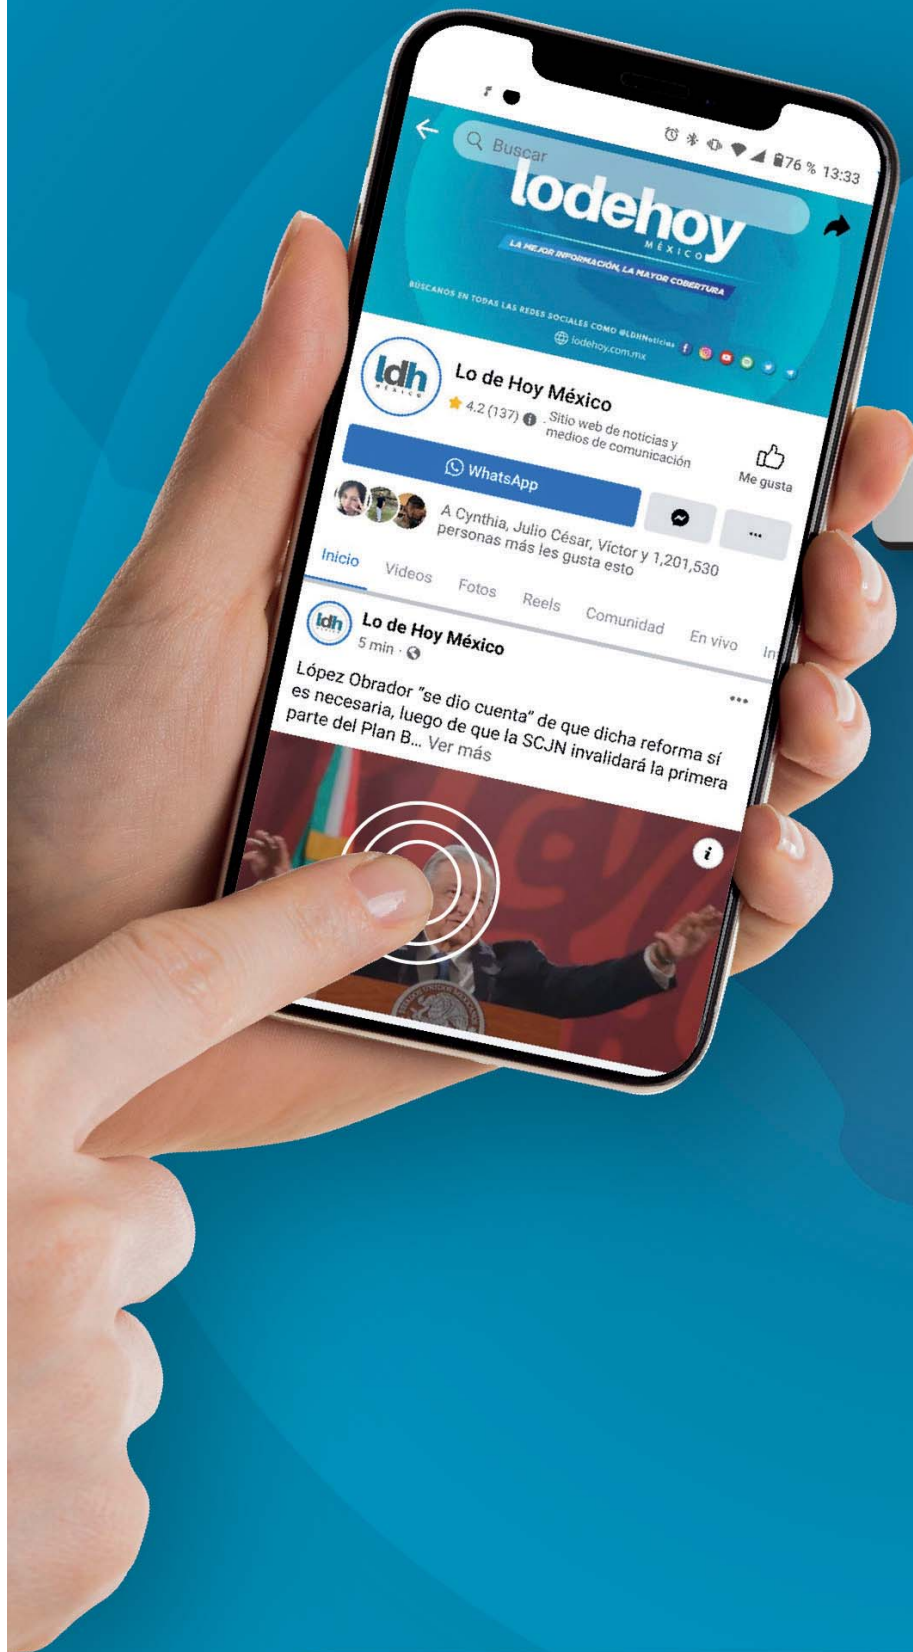 76 % 13:33
Buscar
lodehoy
MÉXICO
LA MEJOR INFORMACIÓN, LA MAYOR COBERTURA
BÚSCANOS EN TODAS LAS REDES SOCIALES COMO @LDHNoticias
lodehoy.com.mx
ldh
MÉXICO
Lo de Hoy México
4.2 (137) . Sitio web de noticias y
medios de comunicación
Me gusta
WhatsApp
A Cynthia, Julio César, Víctor y 1,201,530
personas más les gusta esto
Inicio Videos Fotos Reels Comunidad En vivo In
ldh
Lo de Hoy México
5 min ·
López Obrador "se dio cuenta" de que dicha reforma sí
es necesaria, luego de que la SCJN invalidará la primera
parte del Plan B... Ver más